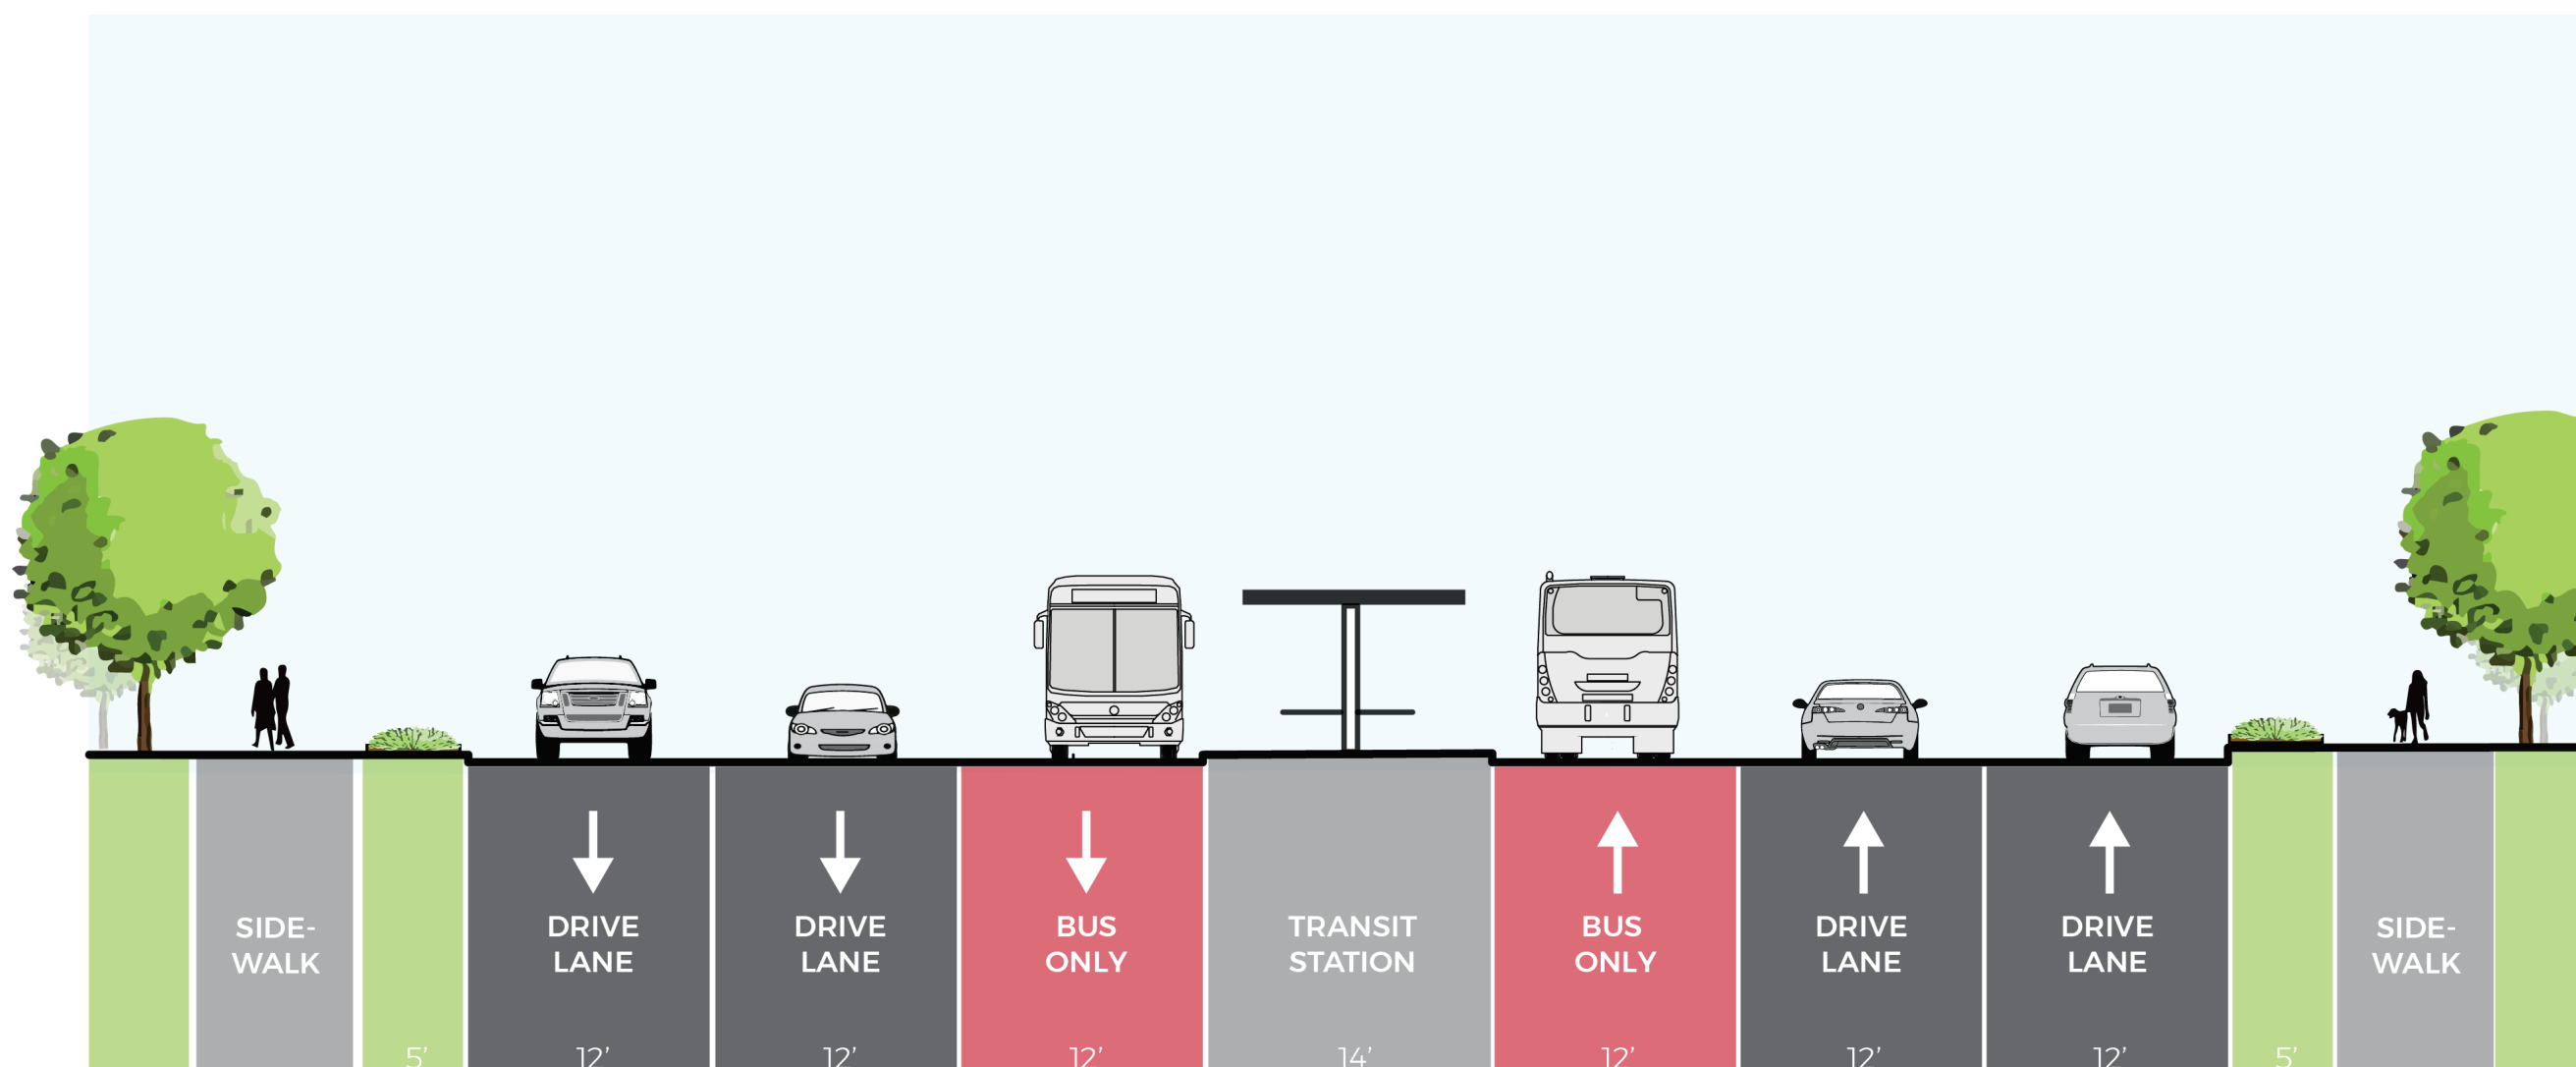 SIDE-
WALK
5’
DRIVE
LANE
12’
DRIVE
LANE
12’
BUS
ONLY
12’
TRANSIT
STATION
14’
BUS
ONLY
12’
DRIVE
LANE
12’
DRIVE
LANE
12’
5’
SIDE-
WALK